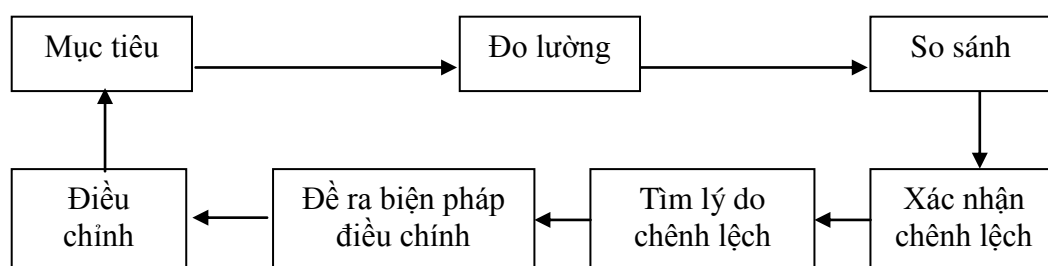 Mục tiêu
Đo lường
So sánh
Điều
chỉnh
Đề ra biện pháp
điều chính
Tìm lý do
chênh lệch
Xác nhận
chênh lệch